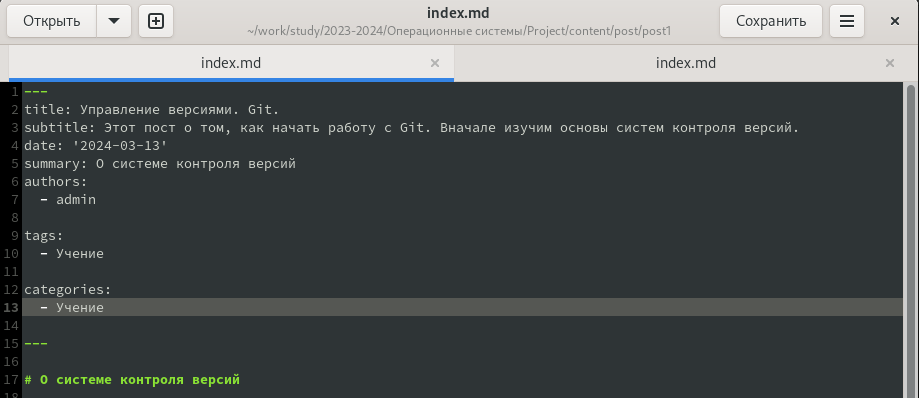 Открыть
index.md
~/work/study/2023-2024/Операционные системы/Project/content/post/post1
Сохранить
index.md
index.md
1 ---
2 title: Управление версиями. Git.
3 subtitle: Этот пост о том, как начать работу с Git. Вначале изучим основы систем контроля версий.
4 date: '2024-03-13'
5 summary: О системе контроля версий
6 authors:
7   - admin
8
9 tags:
10   - Учение
11
12 categories:
13   - Учение
14
15 ---
16
17 # О системе контроля версий
18